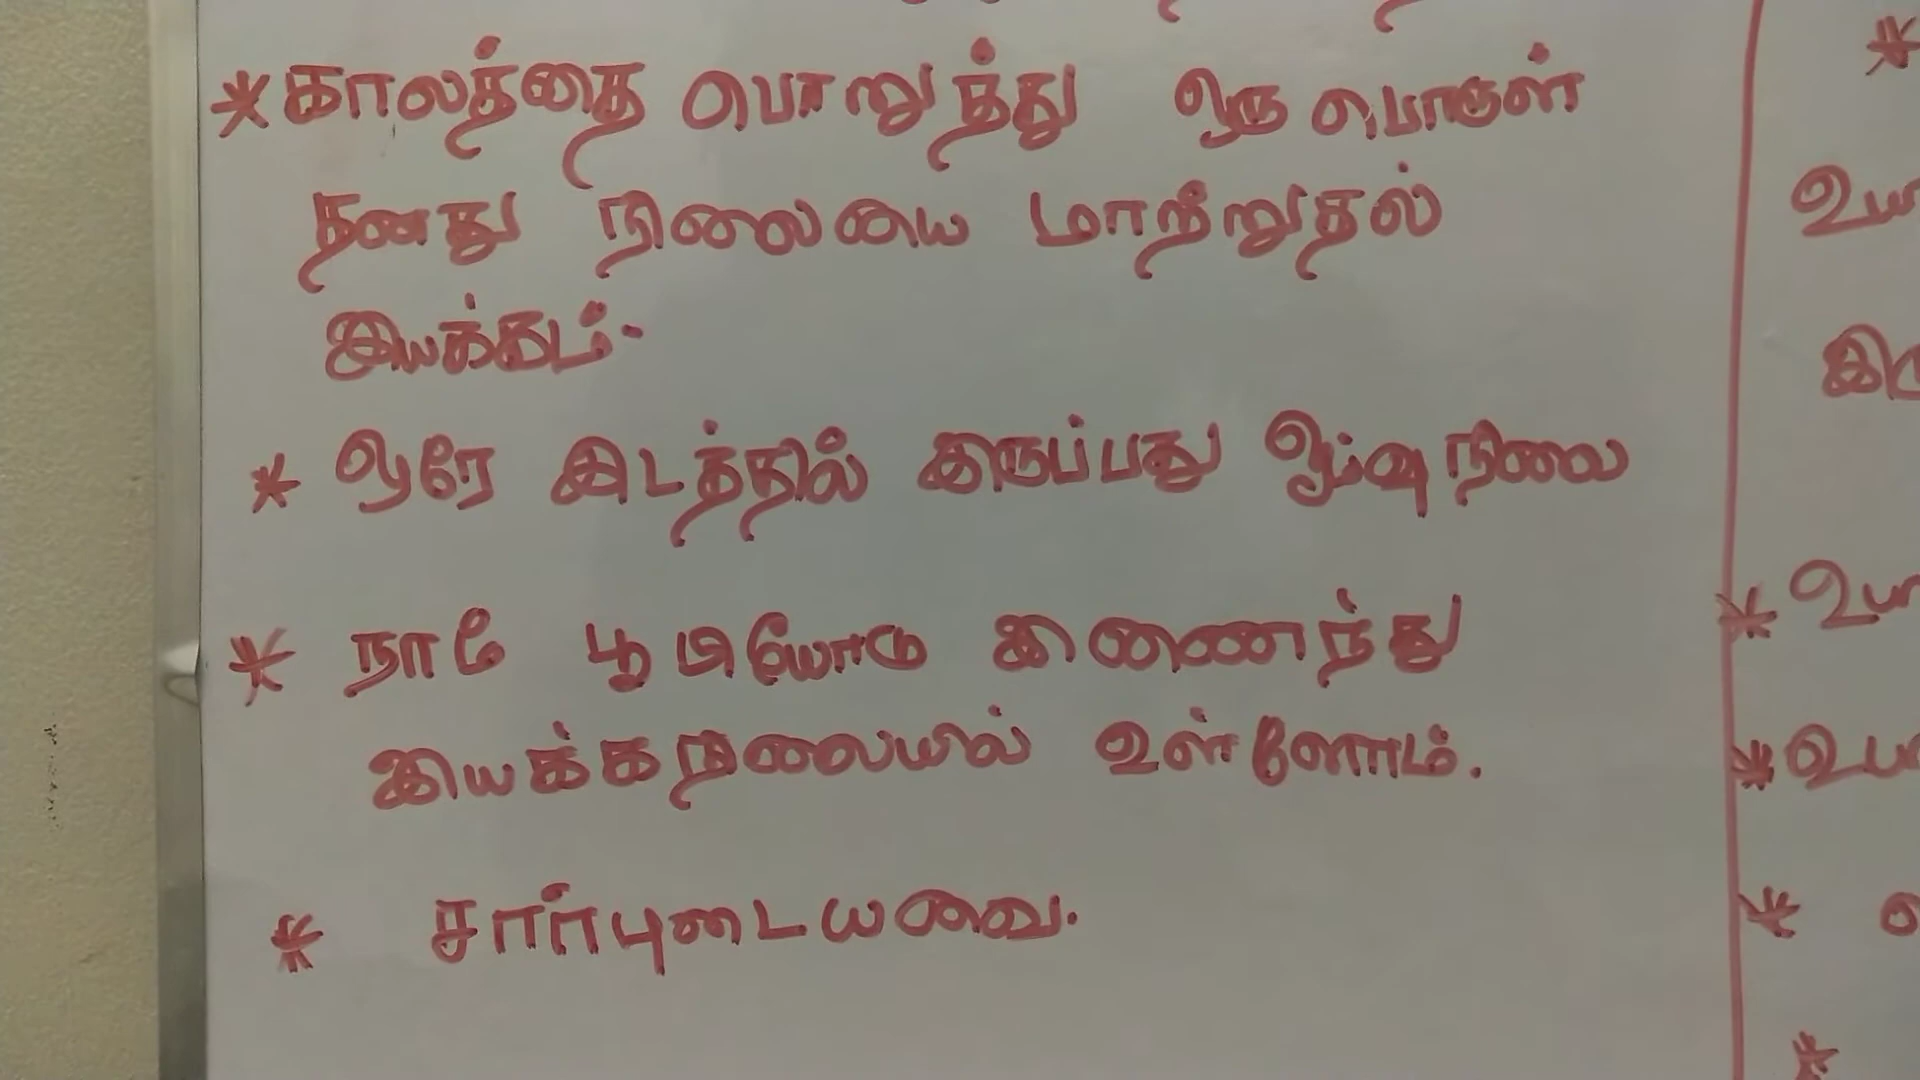 *காலத்தை பொறுத்து ஒரு பொருள்
தனது நிலையை மாற்றுதல்
இயக்கம்.
* ஒரே இடத்தில் இருப்பது ஓய்வுநிலை
* நாமே பூமியோடு இணைந்து
இயக்கநிலையில் உள்ளோம்.
* சார்புடையவை.